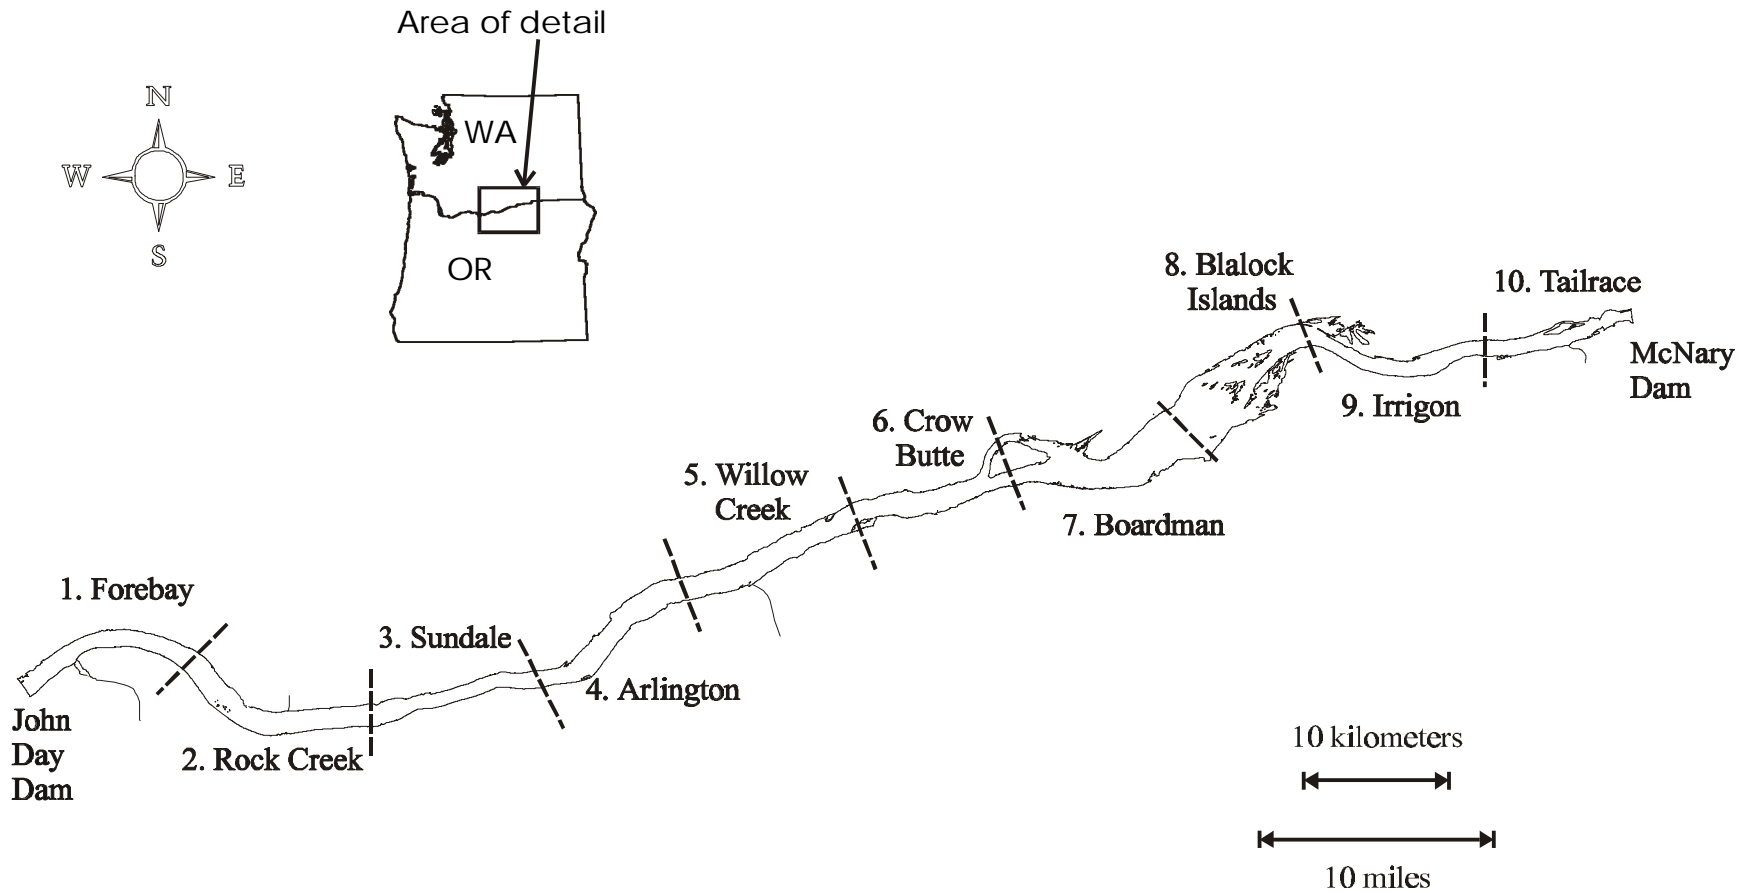 Area of detail
N
W
E
S
WA
OR
8. Blalock
Islands
10. Tailrace
McNary
Dam
9. Irrigon
6. Crow
Butte
5. Willow
Creek
7. Boardman
1. Forebay
3. Sundale
4. Arlington
John
Day
Dam
2. Rock Creek
10 kilometers
10 miles